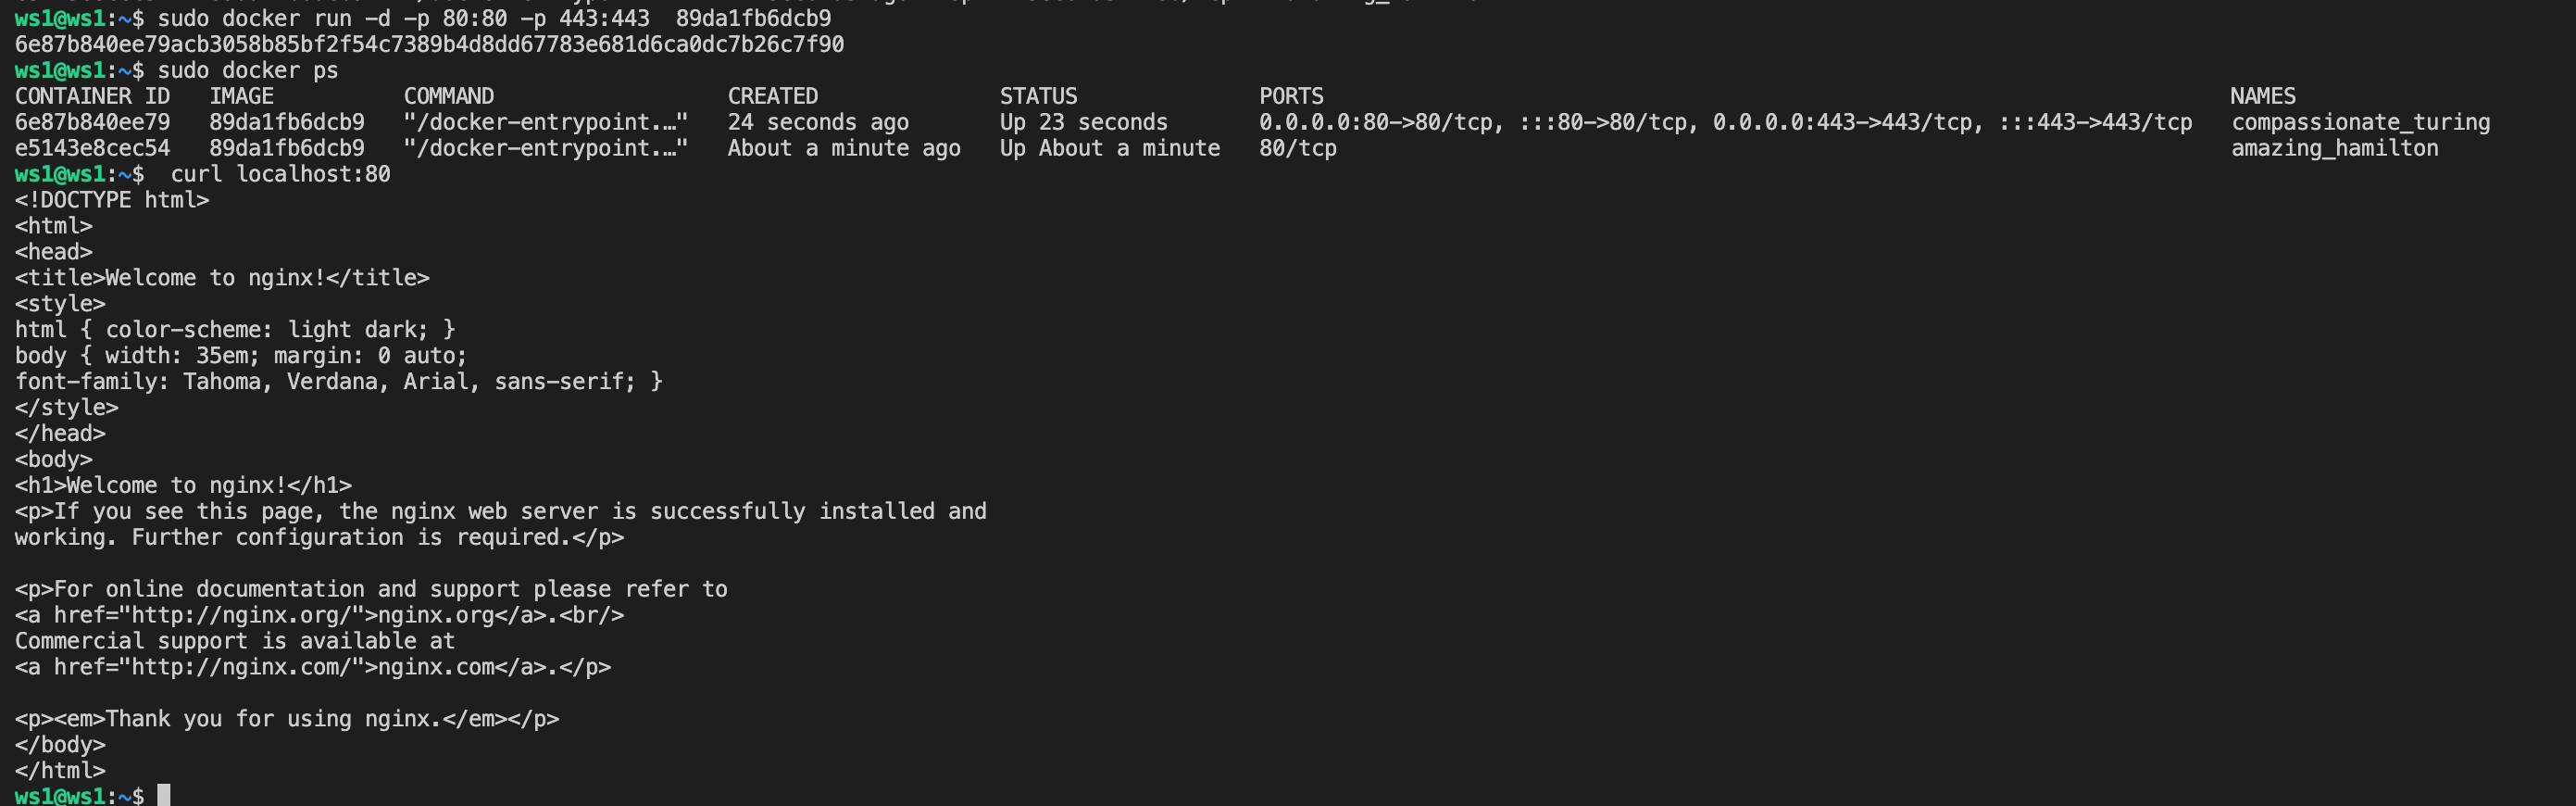 ws1@ws1:~$ sudo docker run -d -p 80:80 -p 443:443  89da1fb6dcb9
6e87b840ee79acb3058b85bf2f54c7389b4d8dd67783e681d6ca0dc7b26c7f90
ws1@ws1:~$ sudo docker ps
CONTAINER ID   IMAGE          COMMAND                  CREATED              STATUS              PORTS                                                                      NAMES
6e87b840ee79   89da1fb6dcb9   "/docker-entrypoint.…"   24 seconds ago       Up 23 seconds       0.0.0.0:80->80/tcp, :::80->80/tcp, 0.0.0.0:443->443/tcp, :::443->443/tcp   compassionate_turing
e5143e8cec54   89da1fb6dcb9   "/docker-entrypoint.…"   About a minute ago   Up About a minute   80/tcp                                                                     amazing_hamilton
ws1@ws1:~$  curl localhost:80
<!DOCTYPE html>
<html>
<head>
<title>Welcome to nginx!</title>
<style>
html { color-scheme: light dark; }
body { width: 35em; margin: 0 auto;
font-family: Tahoma, Verdana, Arial, sans-serif; }
</style>
</head>
<body>
<h1>Welcome to nginx!</h1>
<p>If you see this page, the nginx web server is successfully installed and
working. Further configuration is required.</p>

<p>For online documentation and support please refer to
<a href="http://nginx.org/">nginx.org</a>.<br/>
Commercial support is available at
<a href="http://nginx.com/">nginx.com</a>.</p>

<p><em>Thank you for using nginx.</em></p>
</body>
</html>
ws1@ws1:~$